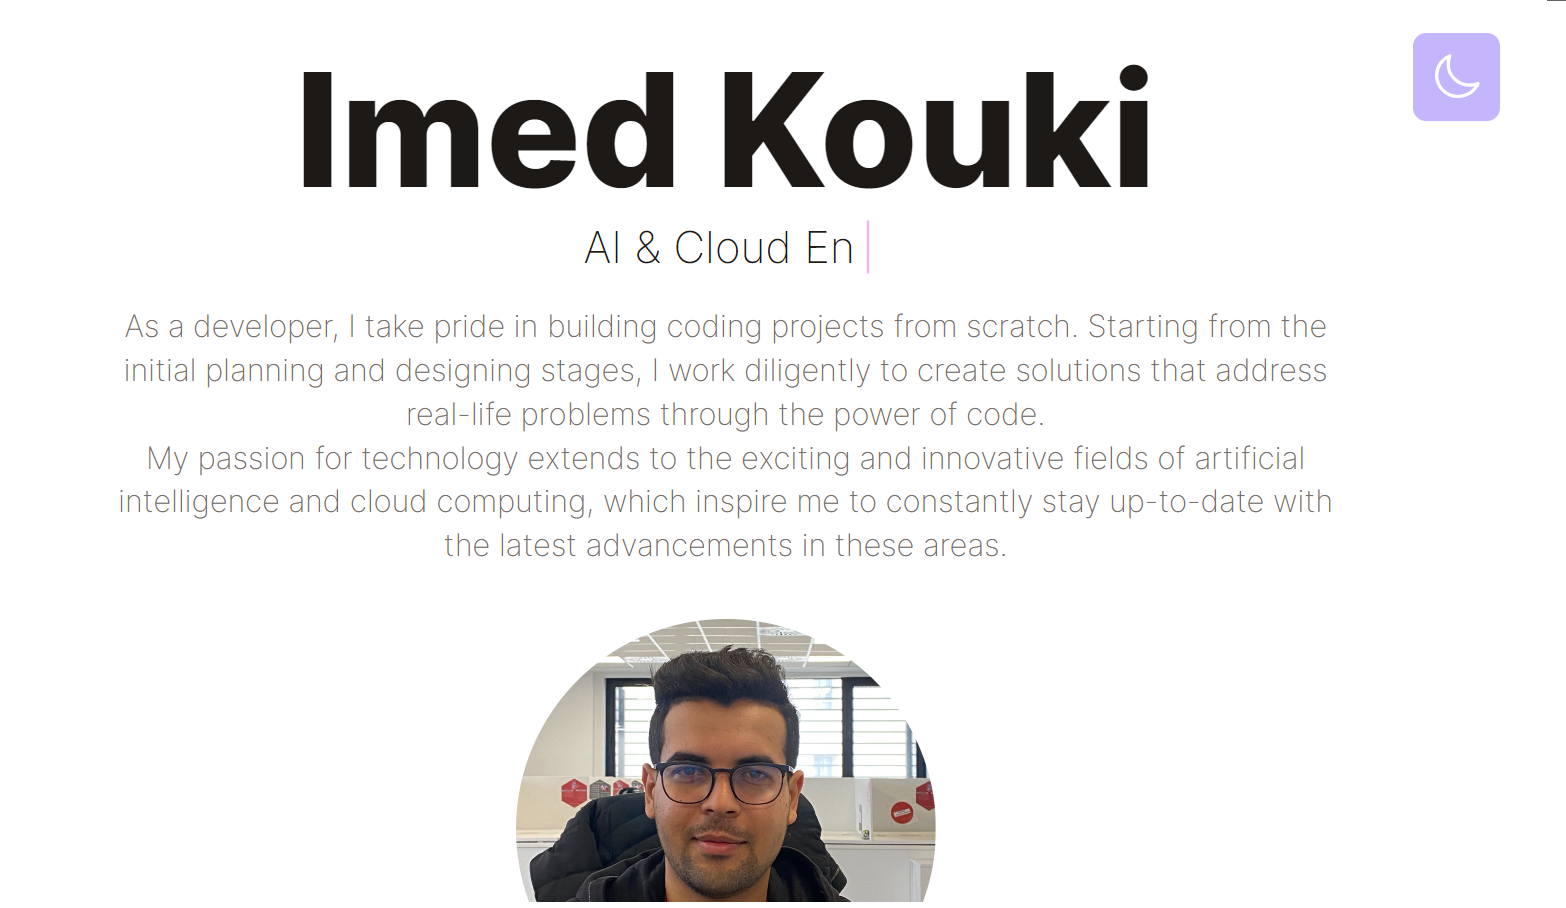 Imed Kouki
AI & Cloud En
As a developer, I take pride in building coding projects from scratch. Starting from the
initial planning and designing stages, I work diligently to create solutions that address
real-life problems through the power of code.
My passion for technology extends to the exciting and innovative fields of artificial
intelligence and cloud computing, which inspire me to constantly stay up-to-date with
the latest advancements in these areas.